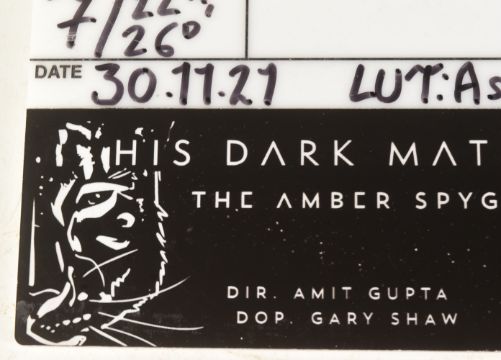 7/22°,
26°
DATE 30.11.21 LUT: As
HIS DARK MAT
THE AMBER SPYG
DIR. AMIT GUPTA
DOP. GARY SHAW